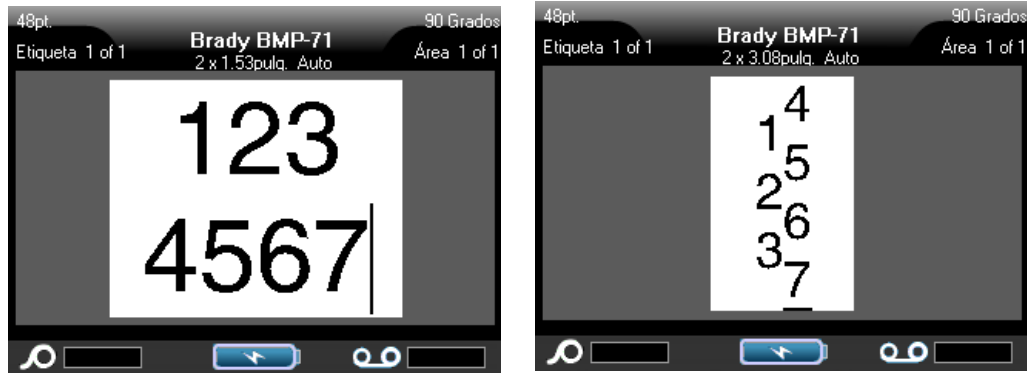 48pt.
90 Grados
Etiqueta 1 of 1
Brady BMP-71
Área 1 of 1
2 x 1.53pulg. Auto
123
4567
48pt.
90 Grados
Etiqueta 1 of 1
Brady BMP-71
Área 1 of 1
2 x 3.08pulg. Auto
4
1
5
2
6
3
7